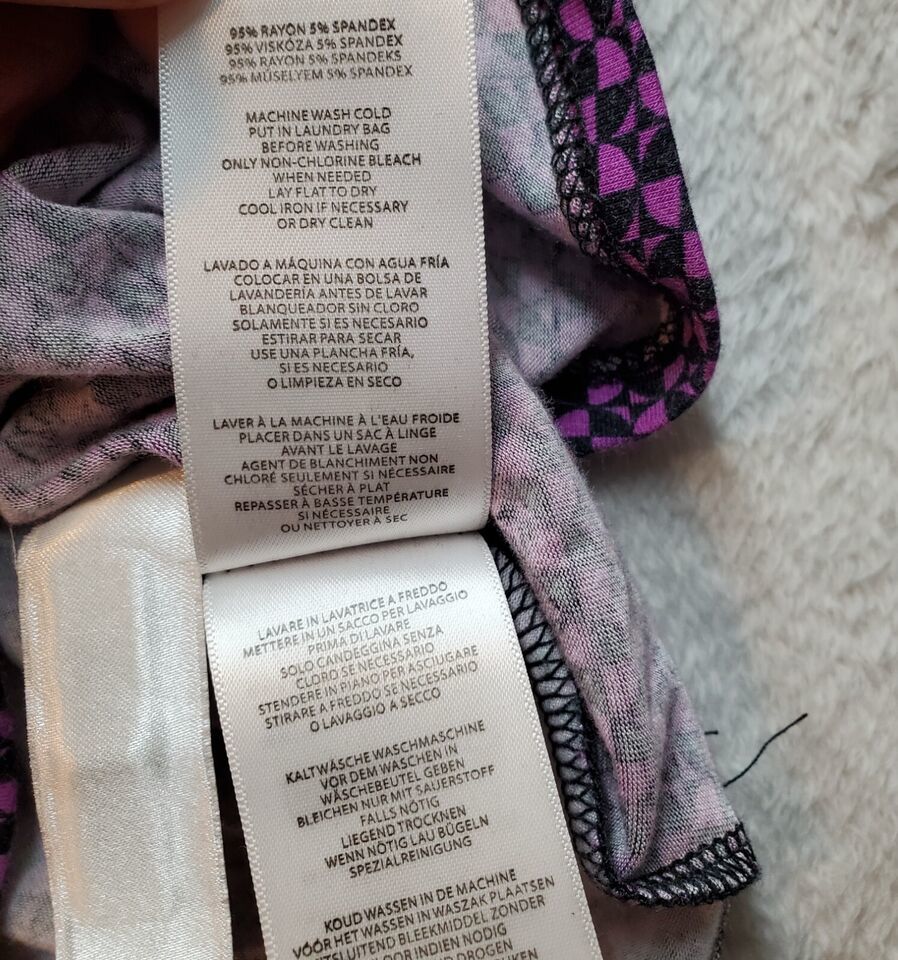 95% RAYON 5% SPANDEX
95% VISKÓZA 5% SPANDEX
95% RAYON 5% SPANDEKS
95% MŰSELYEM 5% SPANDEX
MACHINE WASH COLD
PUT IN LAUNDRY BAG
BEFORE WASHING
ONLY NON-CHLORINE BLEACH
WHEN NEEDED
LAY FLAT TO DRY
COOL IRON IF NECESSARY
OR DRY CLEAN
LAVADO A MÁQUINA CON AGUA FRÍA
COLOCAR EN UNA BOLSA DE
LAVANDERÍA ANTES DE LAVAR
BLANQUEADOR SIN CLORO
SOLAMENTE SI ES NECESARIO
ESTIRAR PARA SECAR
USE UNA PLANCHA FRÍA,
SI ES NECESARIO
O LIMPIEZA EN SECO
LAVER À LA MACHINE À L'EAU FROIDE
PLACER DANS UN SAC À LINGE
AVANT LE LAVAGE
AGENT DE BLANCHIMENT NON
CHLORÉ SEULEMENT SI NÉCESSAIRE
SÉCHER À PLAT
REPASSER À BASSE TEMPÉRATURE
SI NÉCESSAIRE
OU NETTOYER À SEC
LAVARE IN LAVATRICE A FREDDO
METTERE IN UN SACCO PER LAVAGGIO
PRIMA DI LAVARE
SOLO CANDEGGINA SENZA
CLORO SE NECESSARIO
STENDERE IN PIANO PER ASCIUGARE
STIRARE A FREDDO SE NECESSARIO
O LAVAGGIO A SECCO
KALTWÄSCHE WASCHMASCHINE
VOR DEM WASCHEN IN
WÄSCHEBEUTEL GEBEN
BLEICHEN NUR MIT SAUERSTOFF
FALLS NÖTIG
LIEGEND TROCKNEN
WENN NÖTIG LAU BÜGELN
SPEZIALREINIGUNG
KOUD WASSEN IN DE MACHINE
VÓÓR HET WASSEN IN WASZAK PLAATSEN
ITSLUITEND BLEEKMIDDEL ZONDER
OOR INDIEN NODIG
DROGEN